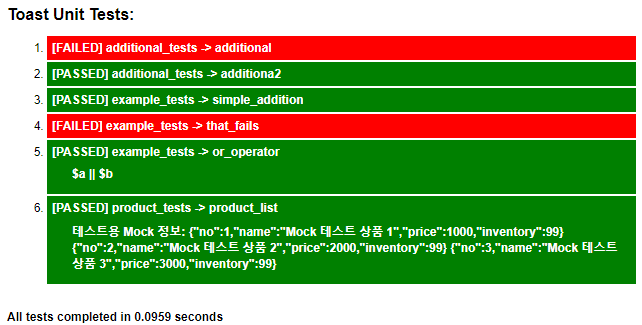 Toast Unit Tests:
1. [FAILED] additional_tests -> additional
2. [PASSED] additional_tests -> additiona2
3. [PASSED] example_tests -> simple_addition
4. [FAILED] example_tests -> that_fails
5. [PASSED] example_tests -> or_operator
$a || $b
6. [PASSED] product_tests -> product_list
테스트용 Mock 정보: {"no":1,"name":"Mock 테스트 상품 1","price":1000,"inventory":99}
{"no":2,"name":"Mock 테스트 상품 2","price":2000,"inventory":99} {"no":3,"name":"Mock 테스트
상품 3","price":3000,"inventory":99}
All tests completed in 0.0959 seconds